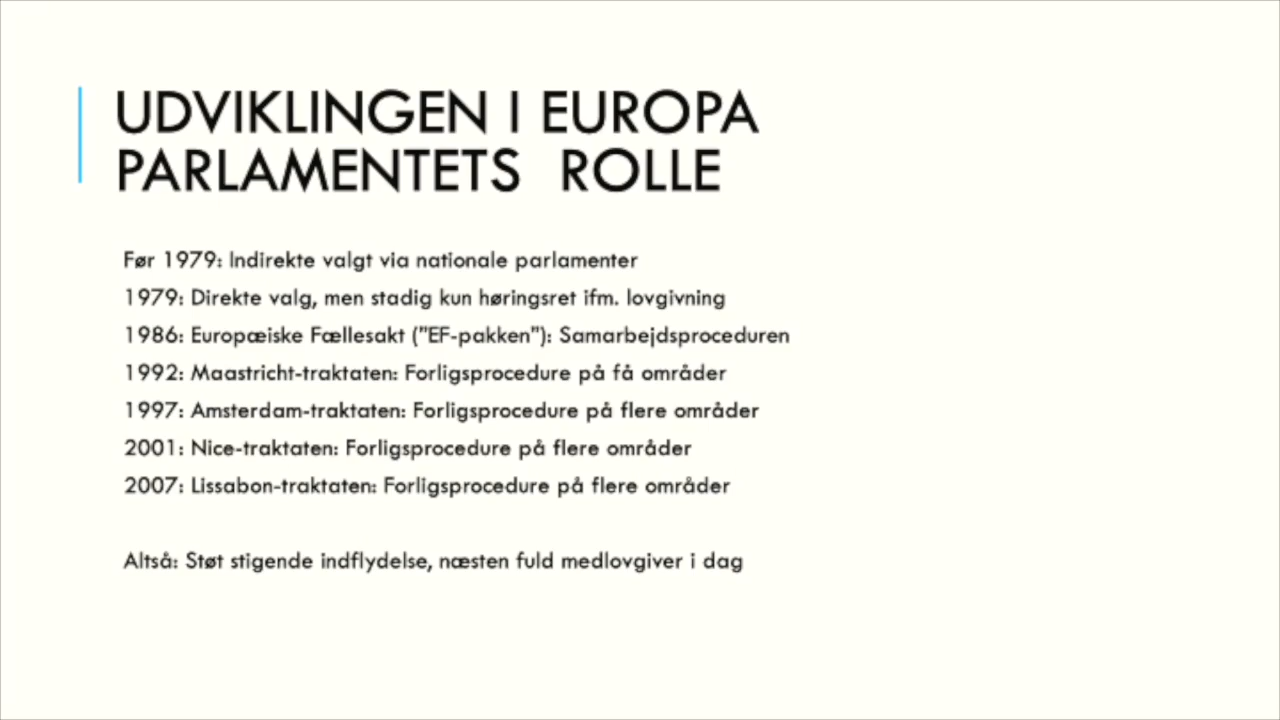 UDVIKLINGEN I EUROPA
PARLAMENTETS ROLLE
Før 1979: Indirekte valgt via nationale parlamenter
1979: Direkte valg, men stadig kun høringsret ifm. lovgivning
1986: Europæiske Fællesakt ("EF-pakken"): Samarbejdsproceduren
1992: Maastricht-traktaten: Forligsprocedure på få områder
1997: Amsterdam-traktaten: Forligsprocedure på flere områder
2001: Nice-traktaten: Forligsprocedure på flere områder
2007: Lissabon-traktaten: Forligsprocedure på flere områder
Altså: Støt stigende indflydelse, næsten fuld medlovgiver i dag